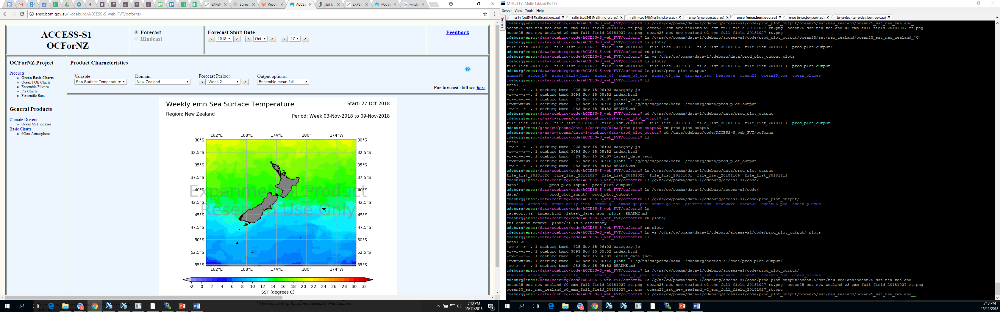 EXPER
Bureau
Resolv
ACCES
yEd Li
EXPER
ACCES
windo
enso.bom.gov.au/~cdeburg/ACCESS-S_web_FVT/ocfornz/
ACCESS-S1
OCForNZ
Forecast
Hindcast
Forecast Start Date
< 2018 > < Oct > < 27 >
Feedback
OCForNZ Project
Products
Ocean Basic Charts
Ocean POE Charts
Ensemble Plumes
Pie Charts
Percentile Bars
General Products
Climate Drivers
Ocean SST indexes
Basic Charts
60km Atmosphere
Product Characteristics
Variable: Domain: Forecast Period: Output options:
Sea Surface Temperature New Zealand < Week 2 > Ensemble mean full
For forecast skill see here
Weekly emn Sea Surface Temperature
Start: 27-Oct-2018
Region: New Zealand
Period: Week 03-Nov-2018 to 09-Nov-2018
162°E 168°E 174°E 180° 174°W
30°S 30°S
32.5°S 32.5°S
35°S 35°S
37.5°S 37.5°S
40°S 40°S
42.5°S 42.5°S
45°S 45°S
47.5°S 47.5°S
50°S 50°S
52.5°S 52.5°S
55°S 55°S
162°E 168°E 174°E 180° 174°W
Experimental Product
Research Use Only
-2 0 2 4 6 8 10 12 14 16 18 20 22 24 26 28 30 32
SST (degrees C)
¹ The University of Auckland, Auckland, New Zealand
5:13 PM
15/11/2018
MTPuTTY (Multi-Tabbed PuTTY)
Server View Tools Help
Servers
raijin (cod548@raijin.nci.org.au) raijin (cod548@raijin.nci.org.au) raijin (cod548@raijin.nci.org.au) enso (enso.bom.gov.au) enso (enso.bom.gov.au) enso (enso.bom.gov.au) terra-dev (terra-dev.bom.gov.au)
cdeburg@enso:/data/cdeburg/code/ACCESS-S_web_FVT/ocfornz$ ls /g/ns/cw/poama/data-1/cdeburg/access-s1/code/prod_plot_output/ocean25/sst/new_zealand/ocean25_sst_new_zealand_
ocean25_sst_new_zealand_f0_emn_full_field_20181027_rt.png ocean25_sst_new_zealand_w1_emn_full_field_20181027_rt.png ocean25_sst_new_zealand_w3_emn_full_field_20181027_rt.png
ocean25_sst_new_zealand_w0_emn_full_field_20181027_rt.png ocean25_sst_new_zealand_w2_emn_full_field_20181027_rt.png
cdeburg@enso:/data/cdeburg/code/ACCESS-S_web_FVT/ocfornz$ ls /g/ns/cw/poama/data-1/cdeburg/access-s1/code/prod_plot_output/ocean25/sst/new_zealand/ocean25_sst_new_zealand_^C
cdeburg@enso:/data/cdeburg/code/ACCESS-S_web_FVT/ocfornz$ ls plots/
file_list_20181026 file_list_20181027 file_list_20181028 file_list_20181031 file_list_20181106 file_list_20181111 prod_plot_output/
cdeburg@enso:/data/cdeburg/code/ACCESS-S_web_FVT/ocfornz$ rm plots
cdeburg@enso:/data/cdeburg/code/ACCESS-S_web_FVT/ocfornz$ ln -s /g/ns/cw/poama/data-1/cdeburg/data/prod_plot_output plots
cdeburg@enso:/data/cdeburg/code/ACCESS-S_web_FVT/ocfornz$ ls plots/
file_list_20181026 file_list_20181027 file_list_20181028 file_list_20181031 file_list_20181106 file_list_20181111 prod_plot_output
cdeburg@enso:/data/cdeburg/code/ACCESS-S_web_FVT/ocfornz$ ls plots/prod_plot_output/
atmos60 atmos_b5 atmos_daily_hist atmos_q5 atmos_q5_poe atmos_q5_thi drivers_sst heatwave ocean25 ocean25_poe ocean_plumes
cdeburg@enso:/data/cdeburg/code/ACCESS-S_web_FVT/ocfornz$ ll
total 16
-rw-r--r--. 1 cdeburg bmrd 925 Nov 15 06:02 category.js
-rw-r--r--. 1 cdeburg bmrd 3093 Nov 15 05:52 index.html
-rw-r--r--. 1 cdeburg bmrd 29 Nov 15 06:07 latest_date.json
lrwxrwxrwx. 1 cdeburg bmrd 51 Nov 15 06:10 plots -> /g/ns/cw/poama/data-1/cdeburg/data/prod_plot_output
-rw-r--r--. 1 cdeburg bmrd 283 Nov 15 05:52 README.md
cdeburg@enso:/data/cdeburg/code/ACCESS-S_web_FVT/ocfornz$ cd /g/ns/cw/poama/data-1/cdeburg/data/prod_plot_output
cdeburg@enso:/g/ns/cw/poama/data-1/cdeburg/data/prod_plot_output$ ls
file_list_20181026 file_list_20181027 file_list_20181028 file_list_20181031 file_list_20181106 file_list_20181111 prod_plot_output
cdeburg@enso:/g/ns/cw/poama/data-1/cdeburg/data/prod_plot_output$ rm prod_plot_output
cdeburg@enso:/g/ns/cw/poama/data-1/cdeburg/data/prod_plot_output$ cd /data/cdeburg/code/ACCESS-S_web_FVT/ocfornz
cdeburg@enso:/data/cdeburg/code/ACCESS-S_web_FVT/ocfornz$ ll
total 16
-rw-r--r--. 1 cdeburg bmrd 925 Nov 15 06:02 category.js
-rw-r--r--. 1 cdeburg bmrd 3093 Nov 15 05:52 index.html
-rw-r--r--. 1 cdeburg bmrd 29 Nov 15 06:07 latest_date.json
lrwxrwxrwx. 1 cdeburg bmrd 51 Nov 15 06:10 plots -> /g/ns/cw/poama/data-1/cdeburg/data/prod_plot_output
-rw-r--r--. 1 cdeburg bmrd 283 Nov 15 05:52 README.md
cdeburg@enso:/data/cdeburg/code/ACCESS-S_web_FVT/ocfornz$ ls /g/ns/cw/poama/data-1/cdeburg/data/prod_plot_output
file_list_20181026 file_list_20181027 file_list_20181028 file_list_20181031 file_list_20181106 file_list_20181111
cdeburg@enso:/data/cdeburg/code/ACCESS-S_web_FVT/ocfornz$ ls /g/ns/cw/poama/data-1/cdeburg/access-s1/code/
data/ prod_plot_input/ prod_plot_output/
cdeburg@enso:/data/cdeburg/code/ACCESS-S_web_FVT/ocfornz$ ls /g/ns/cw/poama/data-1/cdeburg/access-s1/code/
data/ prod_plot_input/ prod_plot_output/
cdeburg@enso:/data/cdeburg/code/ACCESS-S_web_FVT/ocfornz$ ls /g/ns/cw/poama/data-1/cdeburg/access-s1/code/prod_plot_output/
atmos60 atmos_b5 atmos_daily_hist atmos_q5 atmos_q5_poe atmos_q5_thi drivers_sst heatwave ocean25 ocean25_poe ocean_plumes
cdeburg@enso:/data/cdeburg/code/ACCESS-S_web_FVT/ocfornz$ ls
category.js index.html latest_date.json plots README.md
cdeburg@enso:/data/cdeburg/code/ACCESS-S_web_FVT/ocfornz$ rm plots/
rm: cannot remove `plots/': Is a directory
cdeburg@enso:/data/cdeburg/code/ACCESS-S_web_FVT/ocfornz$ rm plots
cdeburg@enso:/data/cdeburg/code/ACCESS-S_web_FVT/ocfornz$ ln -s /g/ns/cw/poama/data-1/cdeburg/access-s1/code/prod_plot_output/ plots
cdeburg@enso:/data/cdeburg/code/ACCESS-S_web_FVT/ocfornz$ ll
total 20
-rw-r--r--. 1 cdeburg bmrd 925 Nov 15 06:02 category.js
-rw-r--r--. 1 cdeburg bmrd 3093 Nov 15 05:52 index.html
-rw-r--r--. 1 cdeburg bmrd 29 Nov 15 06:07 latest_date.json
lrwxrwxrwx. 1 cdeburg bmrd 62 Nov 15 06:12 plots -> /g/ns/cw/poama/data-1/cdeburg/access-s1/code/prod_plot_output/
-rw-r--r--. 1 cdeburg bmrd 283 Nov 15 05:52 README.md
cdeburg@enso:/data/cdeburg/code/ACCESS-S_web_FVT/ocfornz$ ls /g/ns/cw/poama/data-1/cdeburg/access-s1/code/prod_plot_output/
atmos60 atmos_b5 atmos_daily_hist atmos_q5 atmos_q5_poe atmos_q5_thi drivers_sst heatwave ocean25 ocean25_poe ocean_plumes
cdeburg@enso:/data/cdeburg/code/ACCESS-S_web_FVT/ocfornz$ ls /g/ns/cw/poama/data-1/cdeburg/access-s1/code/prod_plot_output/ocean25/sst/new_zealand/ocean25_sst_new_zealand_
ocean25_sst_new_zealand_f0_emn_full_field_20181027_rt.png ocean25_sst_new_zealand_w1_emn_full_field_20181027_rt.png ocean25_sst_new_zealand_w3_emn_full_field_20181027_rt.png
ocean25_sst_new_zealand_w0_emn_full_field_20181027_rt.png ocean25_sst_new_zealand_w2_emn_full_field_20181027_rt.png
cdeburg@enso:/data/cdeburg/code/ACCESS-S_web_FVT/ocfornz$ ls /g/ns/cw/poama/data-1/cdeburg/access-s1/code/prod_plot_output/ocean25/sst/new_zealand/ocean25_sst_new_zealand_
5:13 PM
15/11/2018